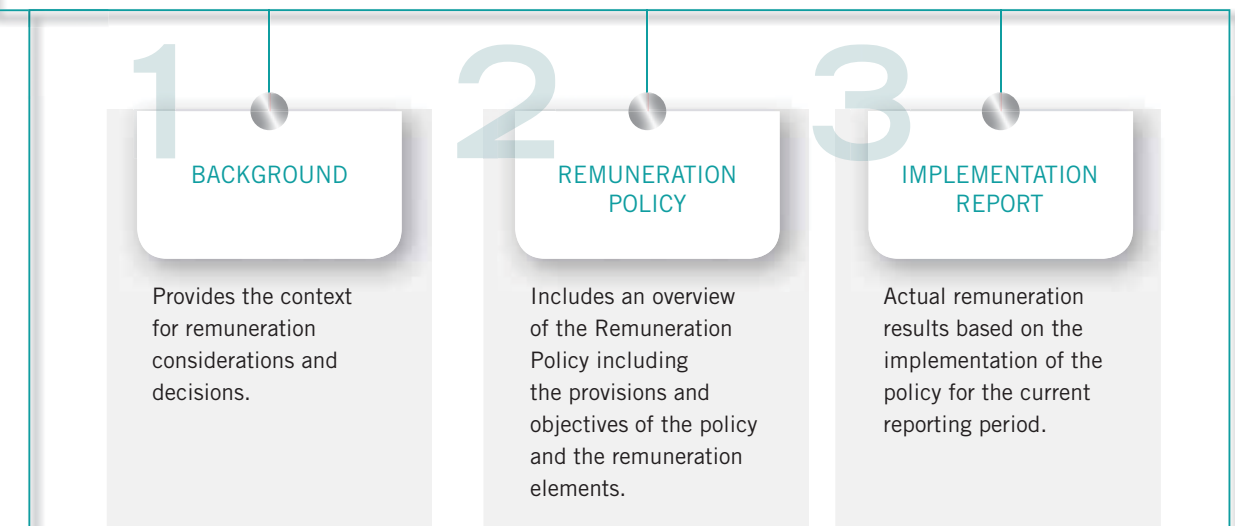 1
BACKGROUND
Provides the context
for remuneration
considerations and
decisions.
2
REMUNERATION
POLICY
Includes an overview
of the Remuneration
Policy including
the provisions and
objectives of the policy
and the remuneration
elements.
3
IMPLEMENTATION
REPORT
Actual remuneration
results based on the
implementation of the
policy for the current
reporting period.